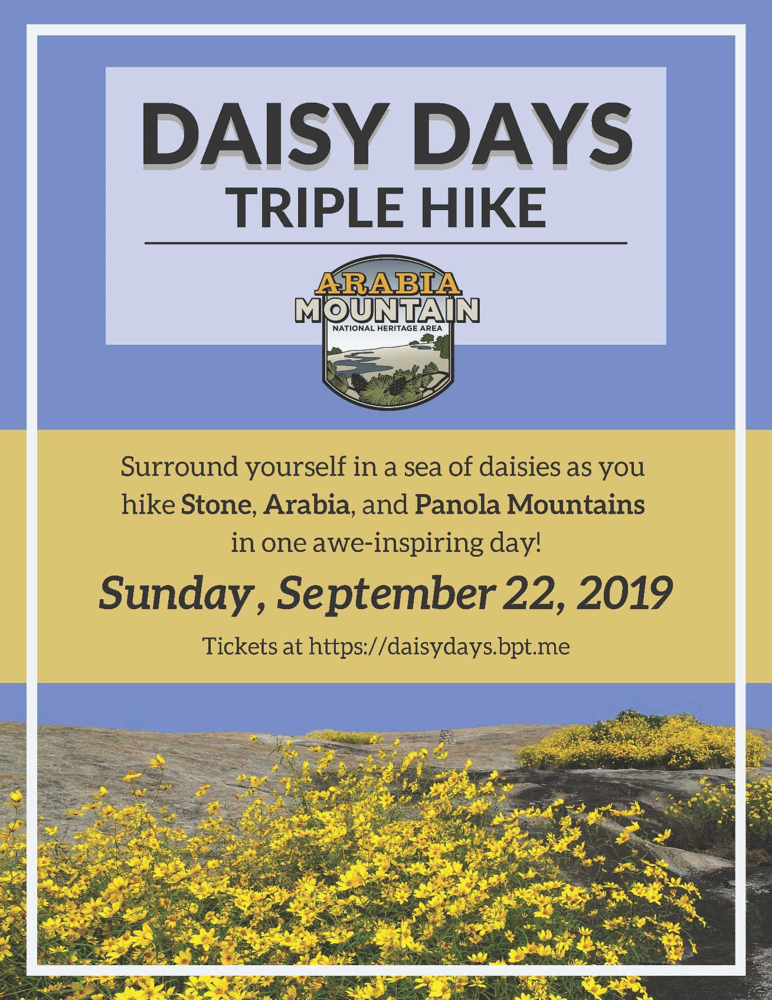 DAISY DAYS
TRIPLE HIKE
ARABIA
MOUNTAIN
NATIONAL HERITAGE AREA
Surround yourself in a sea of daisies as you
hike Stone, Arabia, and Panola Mountains
in one awe-inspiring day!
Sunday, September 22, 2019
Tickets at https://daisydays.bpt.me